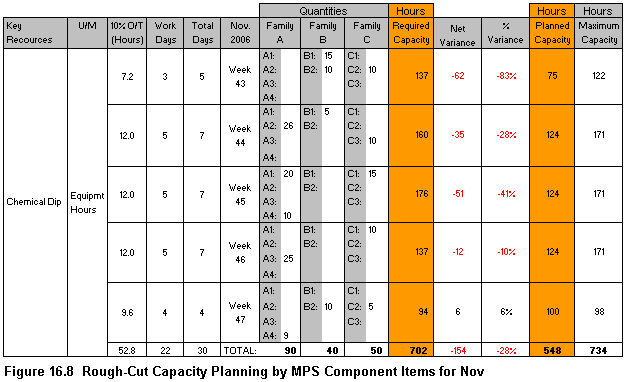 Quantities Hours Hours Hours
Key Recources U/M 10% O/T (Hours) Work Days Total Days Nov. 2006 Family A Family B Family C Required Capacity Net Variance % Variance Planned Capacity Maximum Capacity
Chemical Dip Equipmt Hours
7.2 3 5 Week 43 A1: A2: A3: A4: B1: 15 B2: 10 C1: C2: 10 C3: 137 -62 -83% 75 122
12.0 5 7 Week 44 A1: A2: 26 A3: A4: B1: 5 B2: C1: C2: C3: 10 160 -35 -28% 124 171
12.0 5 7 Week 45 A1: 20 A2: A3: A4: 10 B1: B2: C1: 15 C2: C3: 176 -51 -41% 124 171
12.0 5 7 Week 46 A1: A2: A3: 25 A4: B1: B2: C1: 10 C2: C3: 137 -12 -10% 124 171
9.6 4 4 Week 47 A1: A2: A3: A4: 9 B1: B2: 10 C1: C2: 5 C3: 94 6 6% 100 98
52.8 22 30 TOTAL: 90 40 50 702 -154 -28% 548 734
Figure 16.8 Rough-Cut Capacity Planning by MPS Component Items for Nov